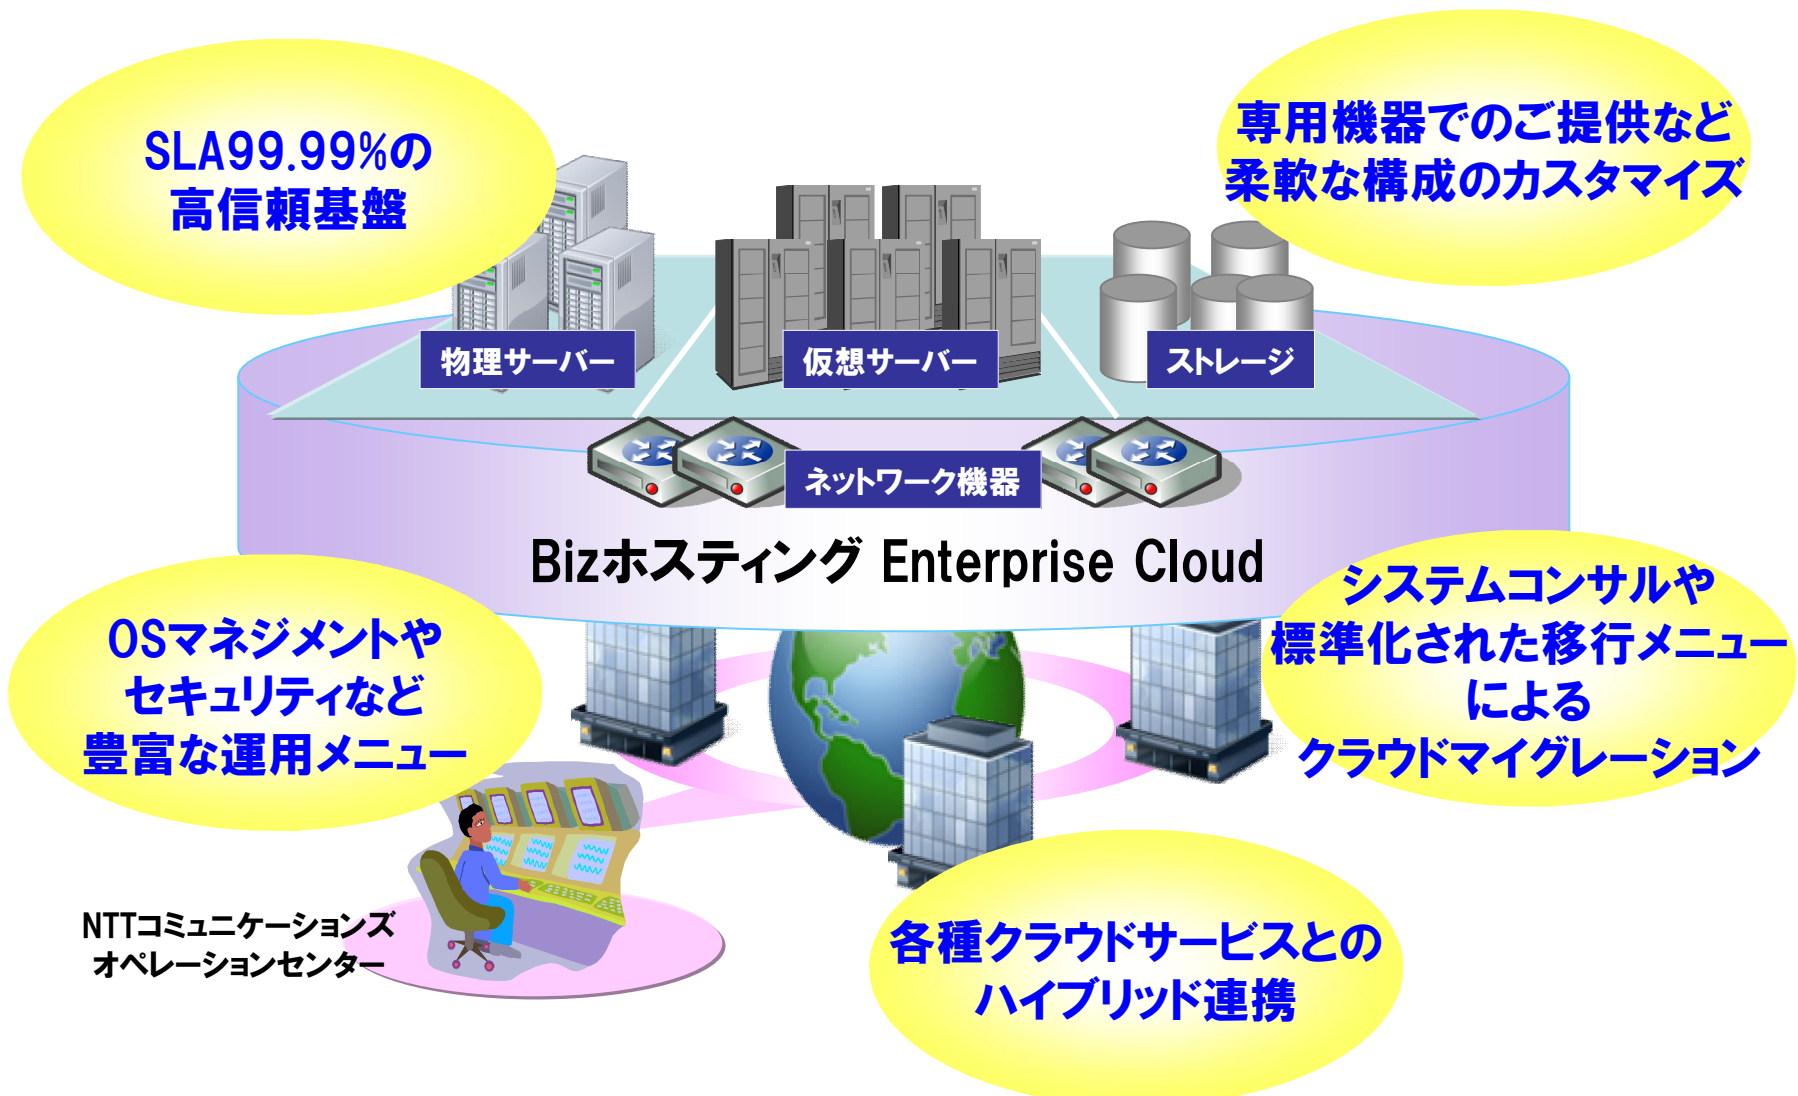 SLA99.99%の
高信頼基盤
専用機器でのご提供など
柔軟な構成のカスタマイズ
物理サーバー
仮想サーバー
ストレージ
ネットワーク機器
Bizホスティング Enterprise Cloud
OSマネジメントや
セキュリティなど
豊富な運用メニュー
システムコンサルや
標準化された移行メニュー
による
クラウドマイグレーション
NTTコミュニケーションズ
オペレーションセンター
各種クラウドサービスとの
ハイブリッド連携